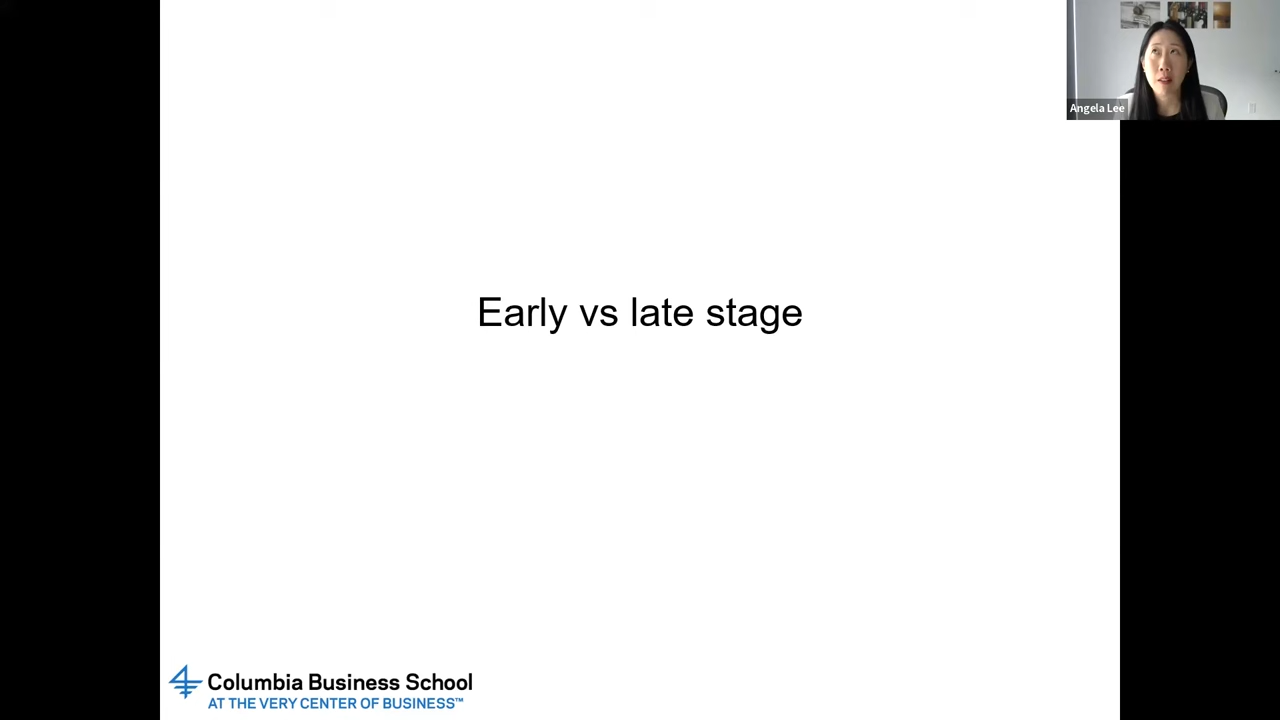 Angela Lee
Early vs late stage
Columbia Business School
AT THE VERY CENTER OF BUSINESS™